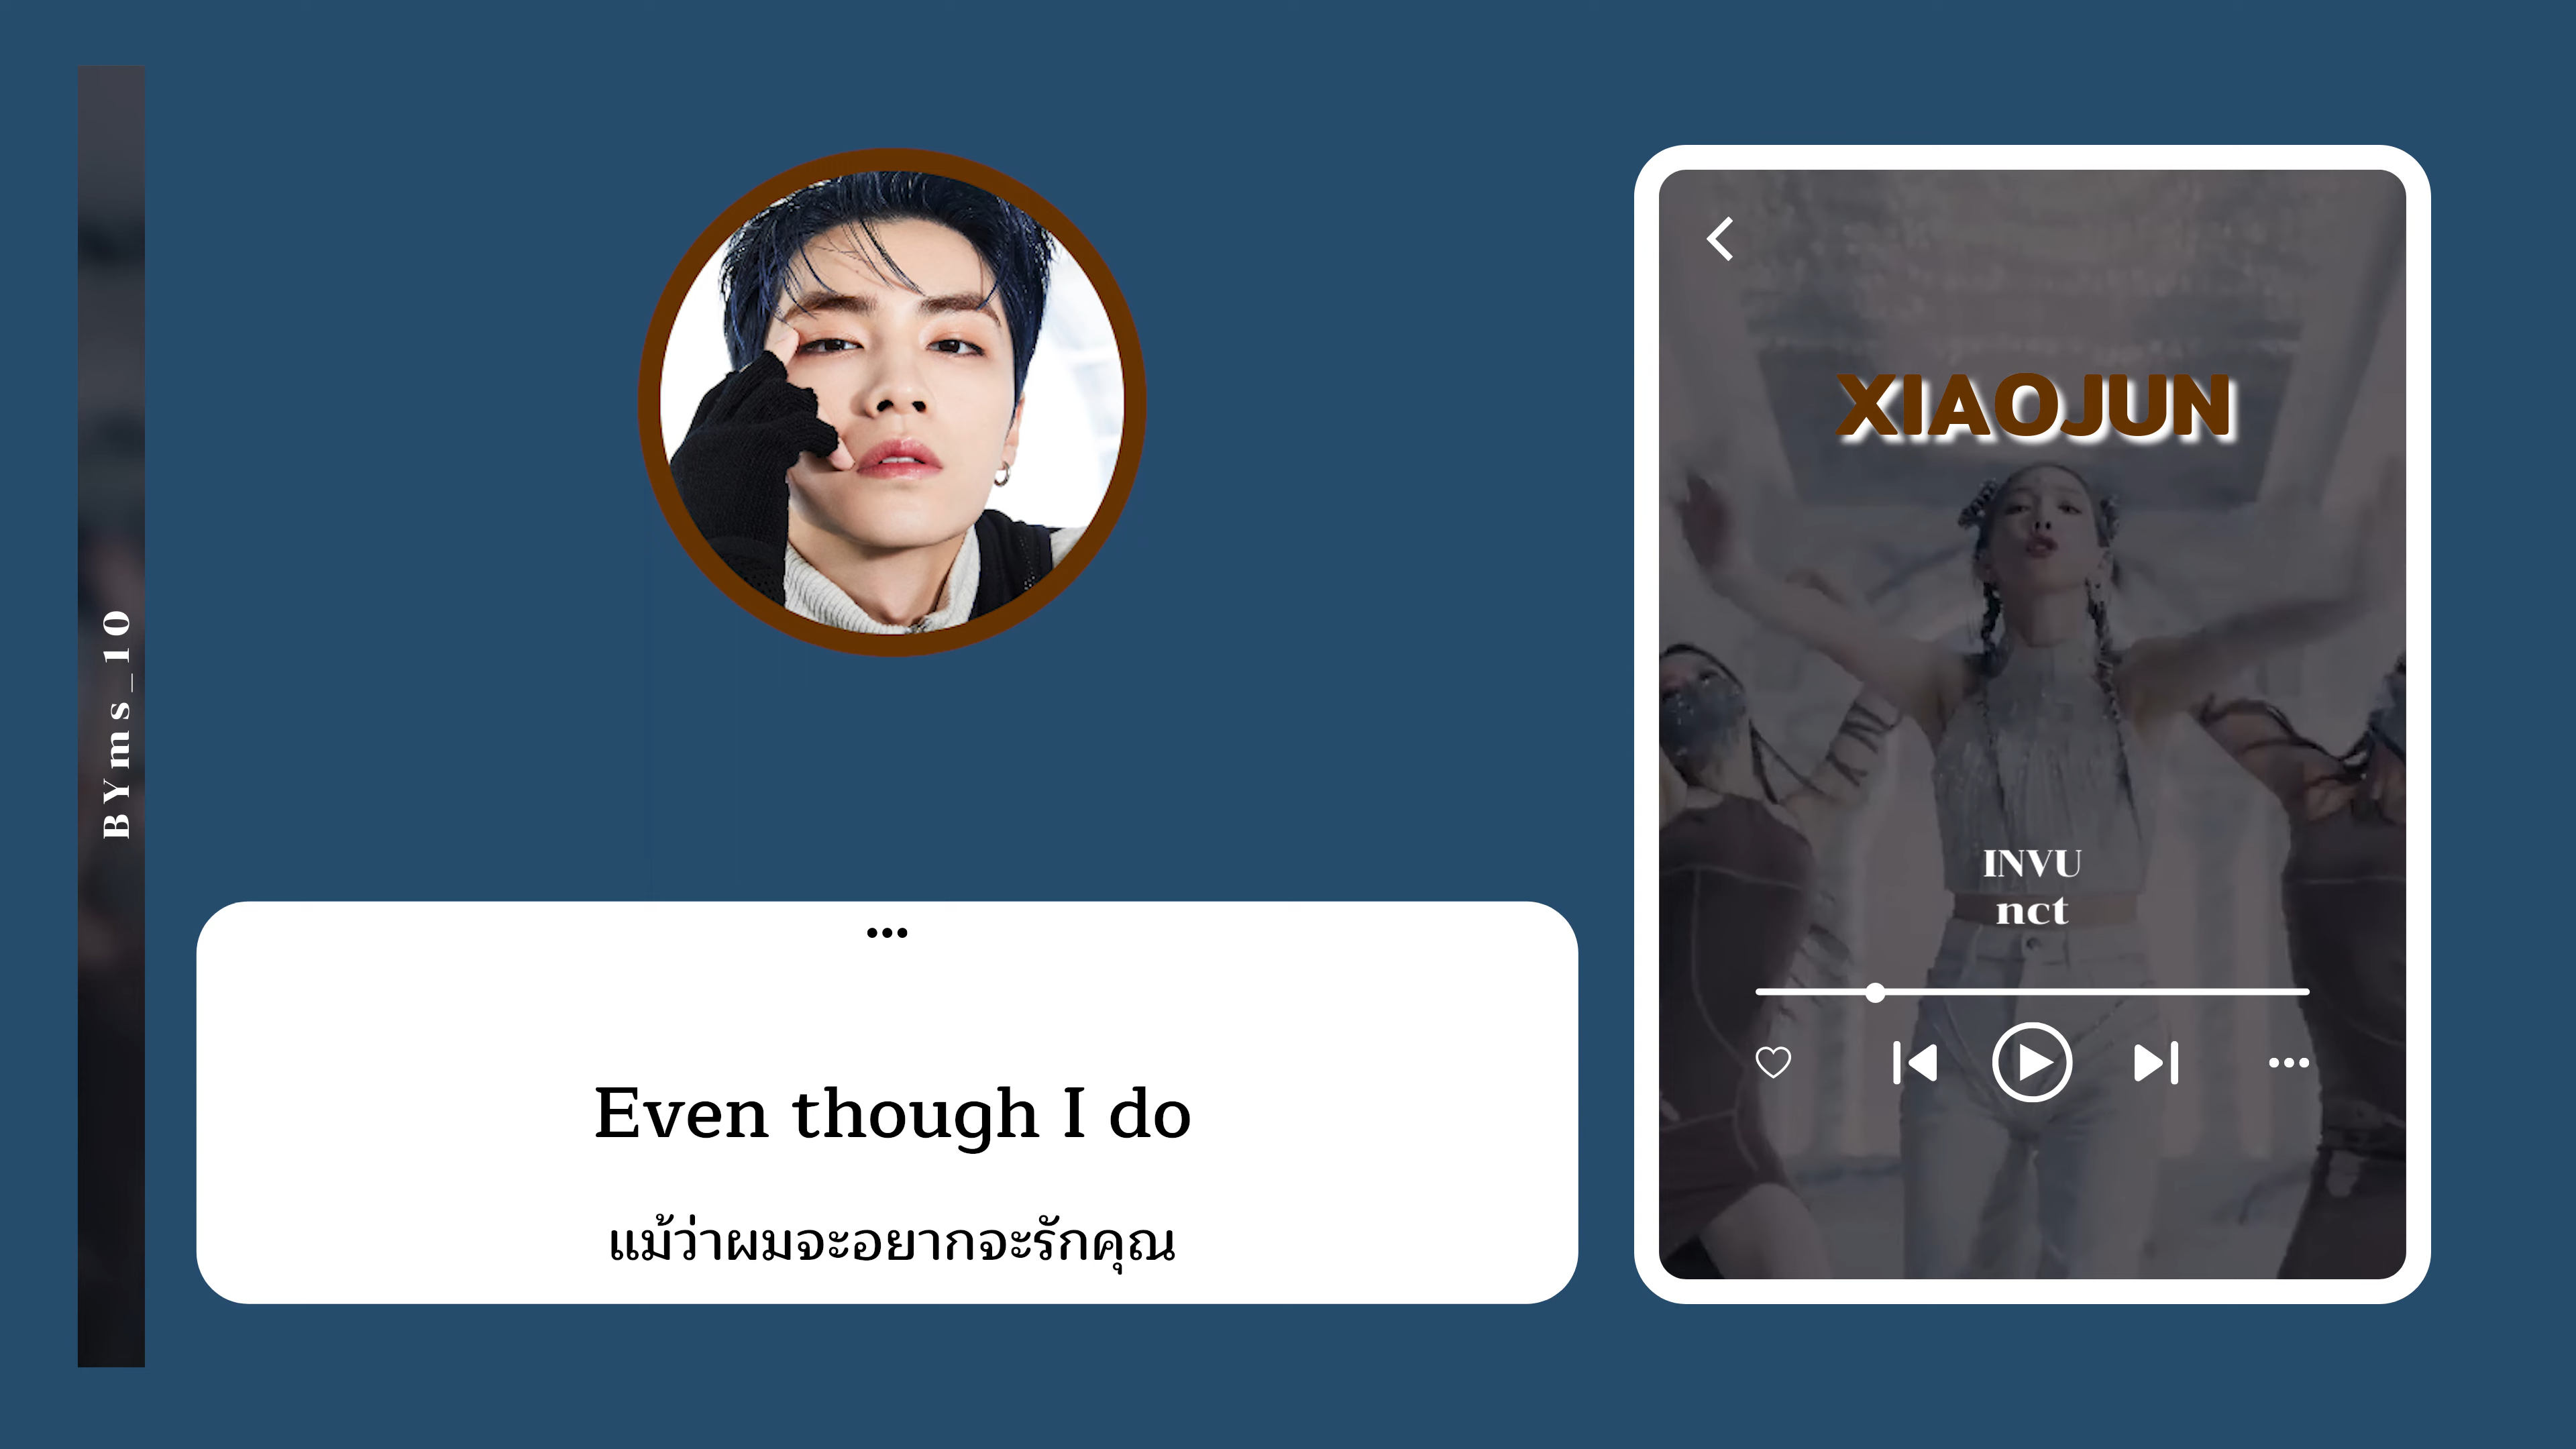 BYms_10
...
Even though I do
แม้ว่าผมจะอยากจะรักคุณ
XIAOJUN
INVU
nct